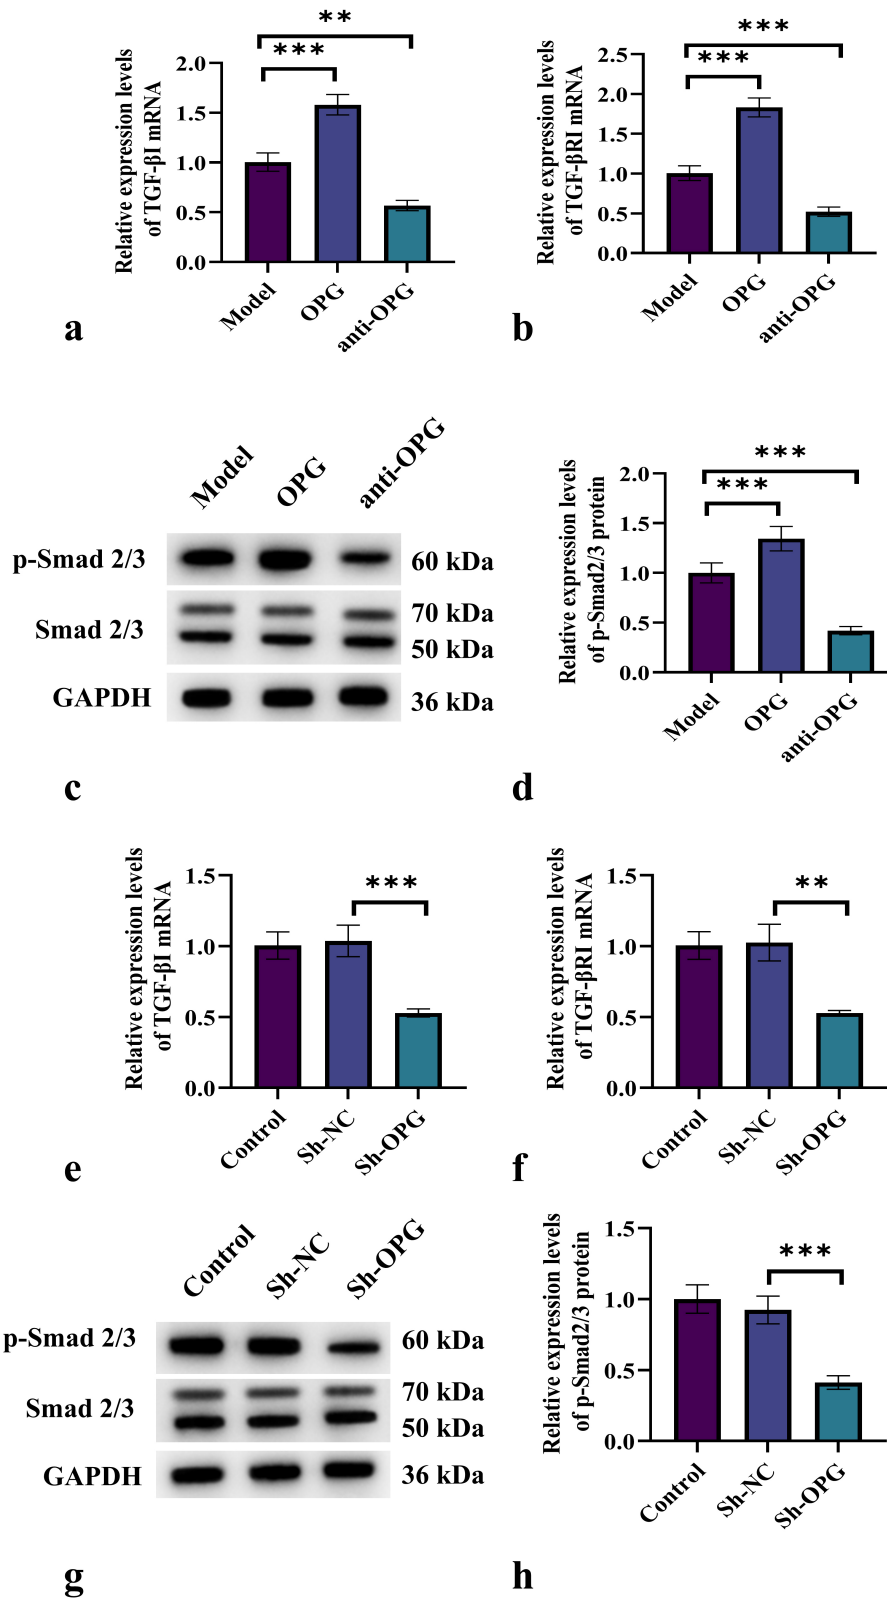 **
***
Relative expression levels
of TGF-βI mRNA
2.0
1.5
1.0
0.5
0.0
Model
OPG
anti-OPG
a
***
***
Relative expression levels
of TGF-βRI mRNA
2.5
2.0
1.5
1.0
0.5
0.0
Model
OPG
anti-OPG
b
Model
OPG
anti-OPG
p-Smad 2/3
60 kDa
Smad 2/3
70 kDa
50 kDa
GAPDH
36 kDa
c
***
***
Relative expression levels
of p-Smad2/3 protein
2.0
1.5
1.0
0.5
0.0
Model
OPG
anti-OPG
d
***
Relative expression levels
of TGF-βI mRNA
1.5
1.0
0.5
0.0
Control
Sh-NC
Sh-OPG
e
**
Relative expression levels
of TGF-βRI mRNA
1.5
1.0
0.5
0.0
Control
Sh-NC
Sh-OPG
f
Control
Sh-NC
Sh-OPG
p-Smad 2/3
60 kDa
Smad 2/3
70 kDa
50 kDa
GAPDH
36 kDa
g
***
Relative expression levels
of p-Smad2/3 protein
1.5
1.0
0.5
0.0
Control
Sh-NC
Sh-OPG
h